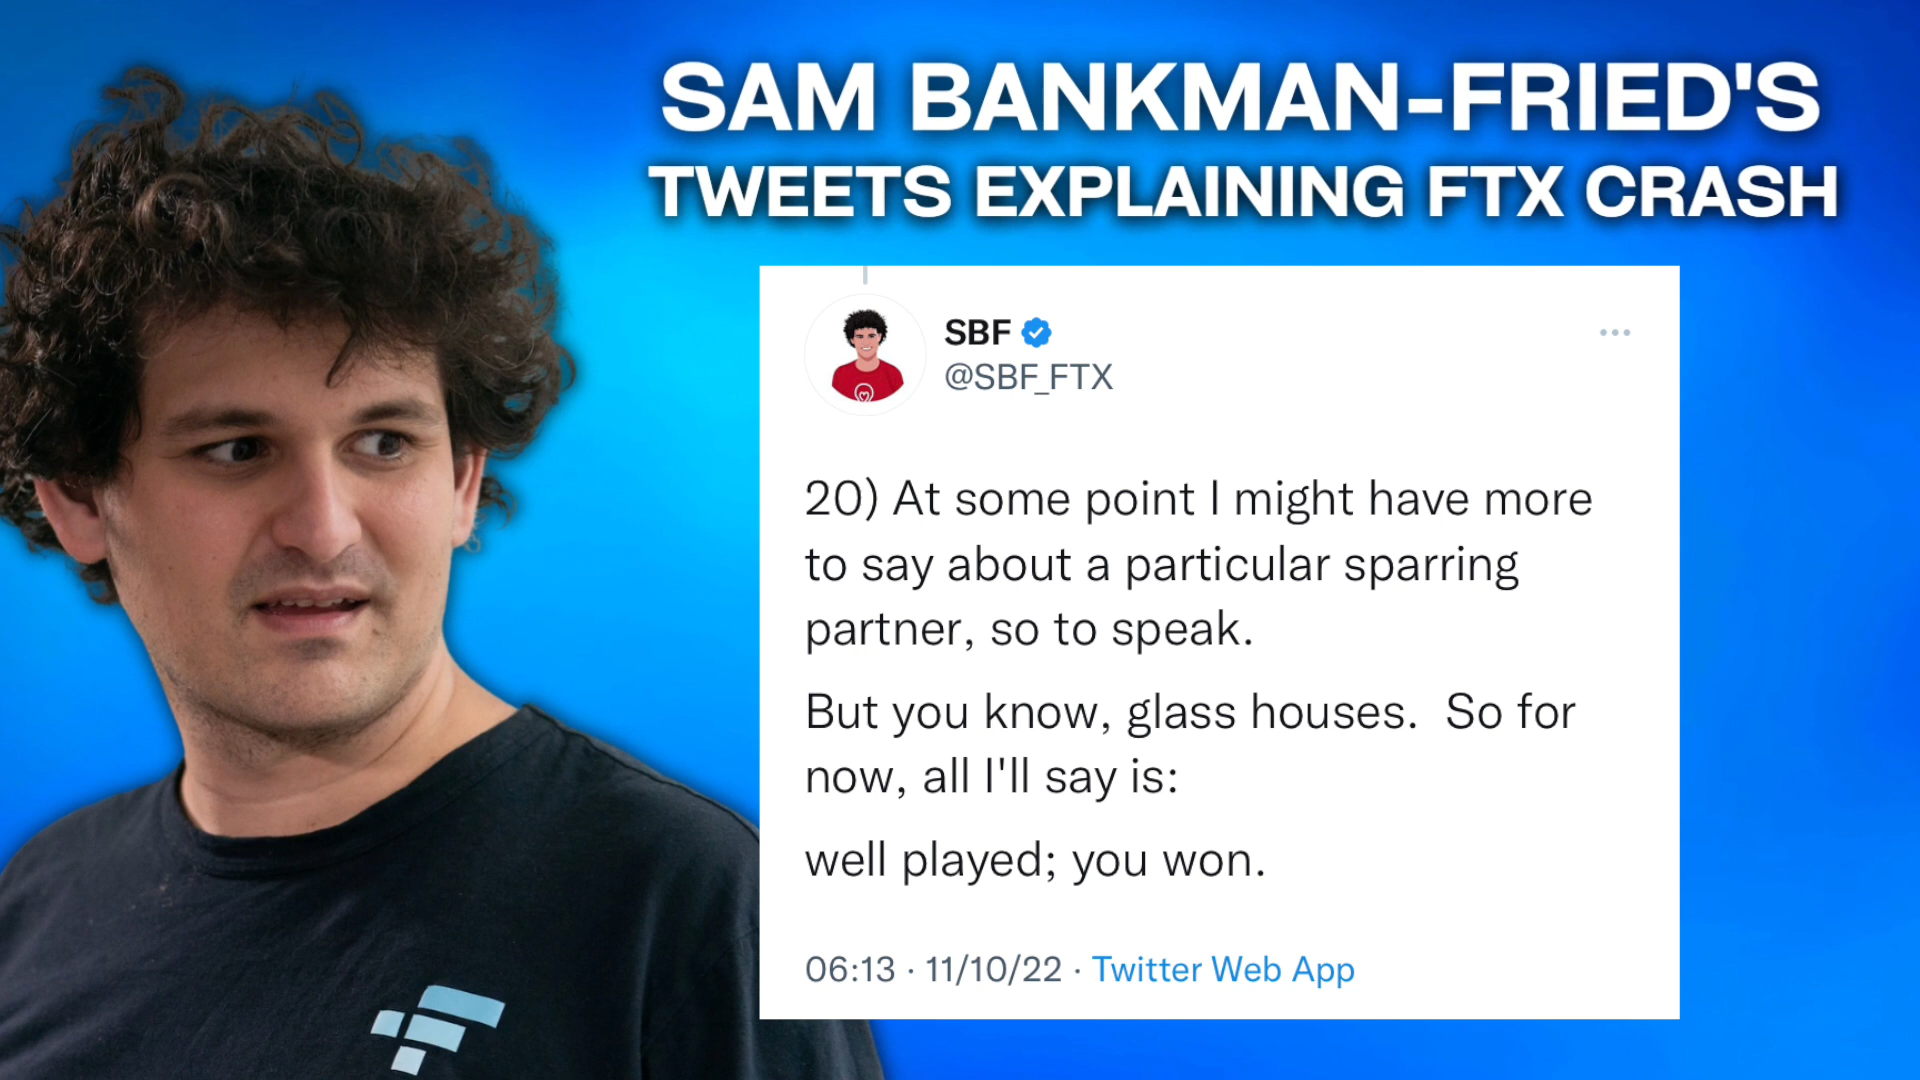 SAM BANKMAN-FRIED'S
TWEETS EXPLAINING FTX CRASH
SBF
@SBF_FTX
20) At some point I might have more
to say about a particular sparring
partner, so to speak.
But you know, glass houses.  So for
now, all I'll say is:
well played; you won.
06:13 · 11/10/22 · Twitter Web App